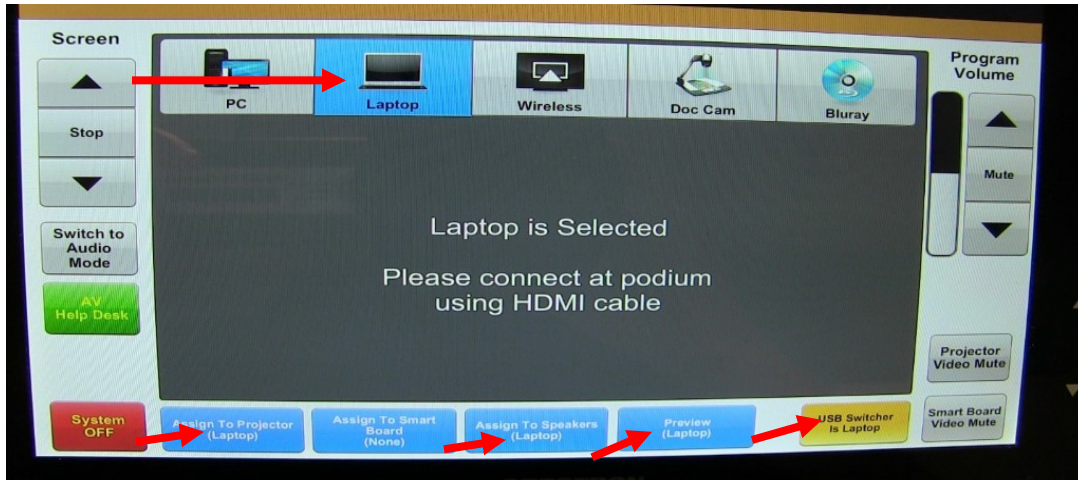 Screen
Stop
Switch to
Audio
Mode
AV
Help Desk
System
OFF
PC
Laptop
Wireless
Doc Cam
Bluray
Laptop is Selected
Please connect at podium
using HDMI cable
Assign To Projector
(Laptop)
Assign To Smart
Board
(None)
Assign To Speakers
(Laptop)
Preview
(Laptop)
USB Switcher
Is Laptop
Program
Volume
Mute
Projector
Video Mute
Smart Board
Video Mute